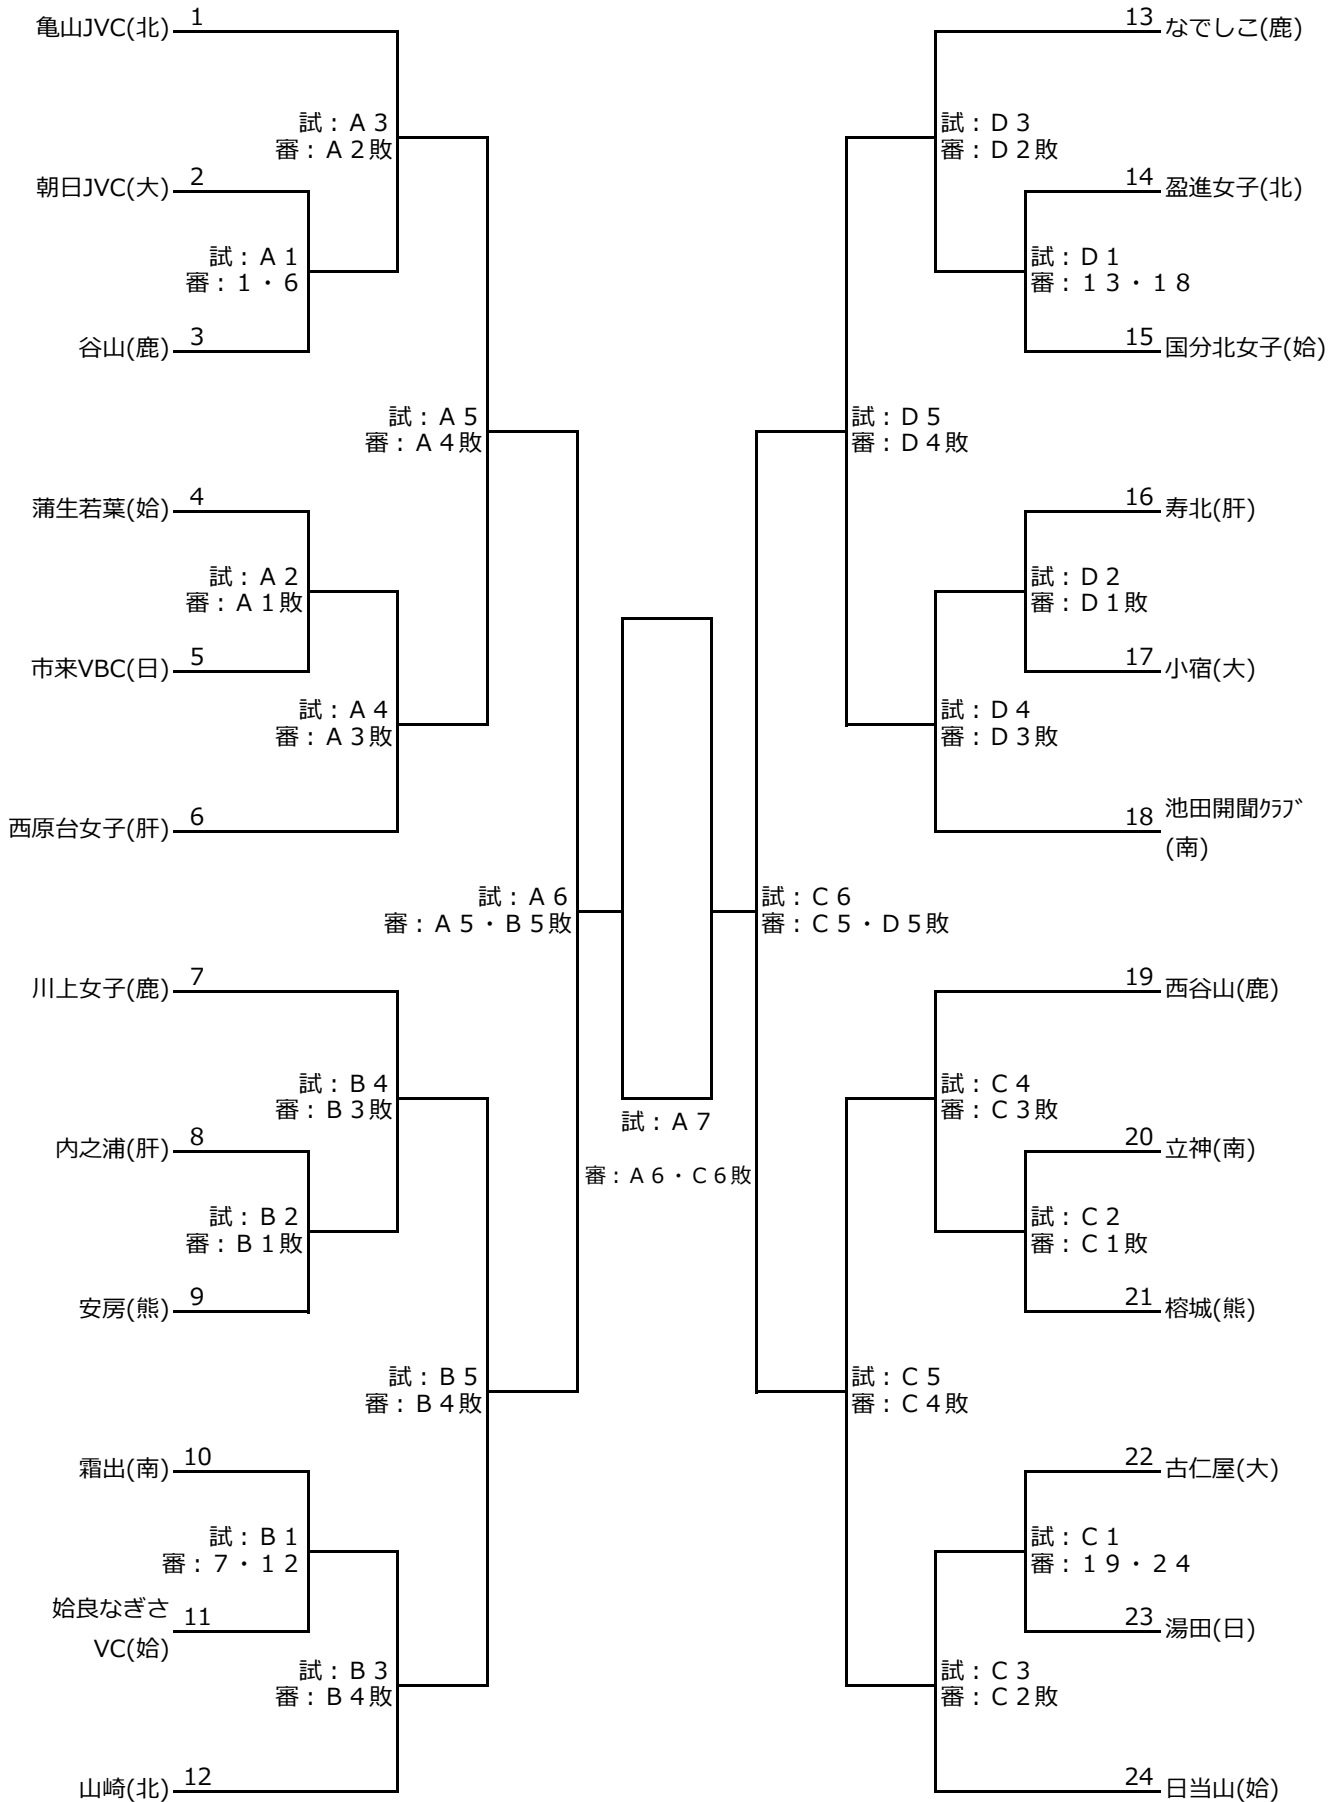 亀山JVC(北) 1
試：A３
審：A２敗
朝日JVC(大) 2
試：A１
審：１・６
谷山(鹿) 3
試：A５
審：A４敗
蒲生若葉(姶) 4
試：A２
審：A１敗
市来VBC(日) 5
試：A４
審：A３敗
西原台女子(肝) 6
試：A６
審：A５・B５敗
川上女子(鹿) 7
試：B４
審：B３敗
内之浦(肝) 8
試：B２
審：B１敗
安房(熊) 9
試：B５
審：B４敗
霜出(南) 10
試：B１
審：７・１２
姶良なぎさ
VC(姶) 11
試：B３
審：B４敗
山崎(北) 12
試：A７
審：A６・C６敗
13 なでしこ(鹿)
試：D３
審：D２敗
14 盈進女子(北)
試：D１
審：１３・１８
15 国分北女子(姶)
試：D５
審：D４敗
16 寿北(肝)
試：D２
審：D１敗
17 小宿(大)
試：D４
審：D３敗
18 池田開聞ｸﾗﾌﾞ
(南)
試：C６
審：C５・D５敗
19 西谷山(鹿)
試：C４
審：C３敗
20 立神(南)
試：C２
審：C１敗
21 榕城(熊)
試：C５
審：C４敗
22 古仁屋(大)
試：C１
審：１９・２４
23 湯田(日)
試：C３
審：C２敗
24 日当山(姶)